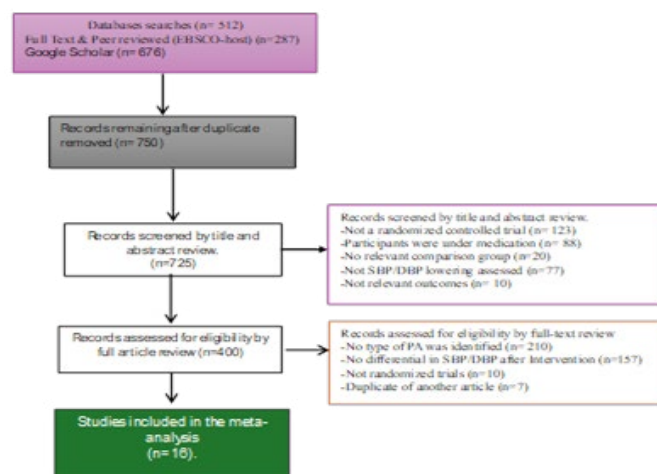 Databases searches (n= 512)
Full Text & Peer reviewed (EBSCO-host) (n=287)
Google Scholar (n= 676)
Records remaining after duplicate
removed (n= 750)
Records screened by title and
abstract review.
(n=725)
Records screened by title and abstract review.
-Not a randomized controlled trial (n= 123)
-Participants were under medication (n= 88)
-No relevant comparison group (n=20)
-Not SBP/DBP lowering assessed (n=77)
-Not relevant outcomes (n= 10)
Records assessed for eligibility by
full article review (n=400)
Records assessed for eligibility by full-text review
-No type of PA was identified (n= 210)
-No differential in SBP/DBP after Intervention (n=157)
-Not randomized trials (n=10)
-Duplicate of another article (n=7)
Studies included in the meta-
analysis
(n= 16).